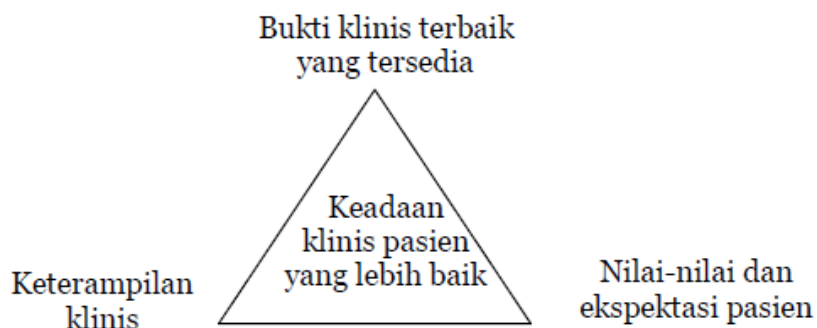 Bukti klinis terbaik
yang tersedia
Keadaan
klinis pasien
yang lebih baik
Keterampilan
klinis
Nilai-nilai dan
ekspektasi pasien